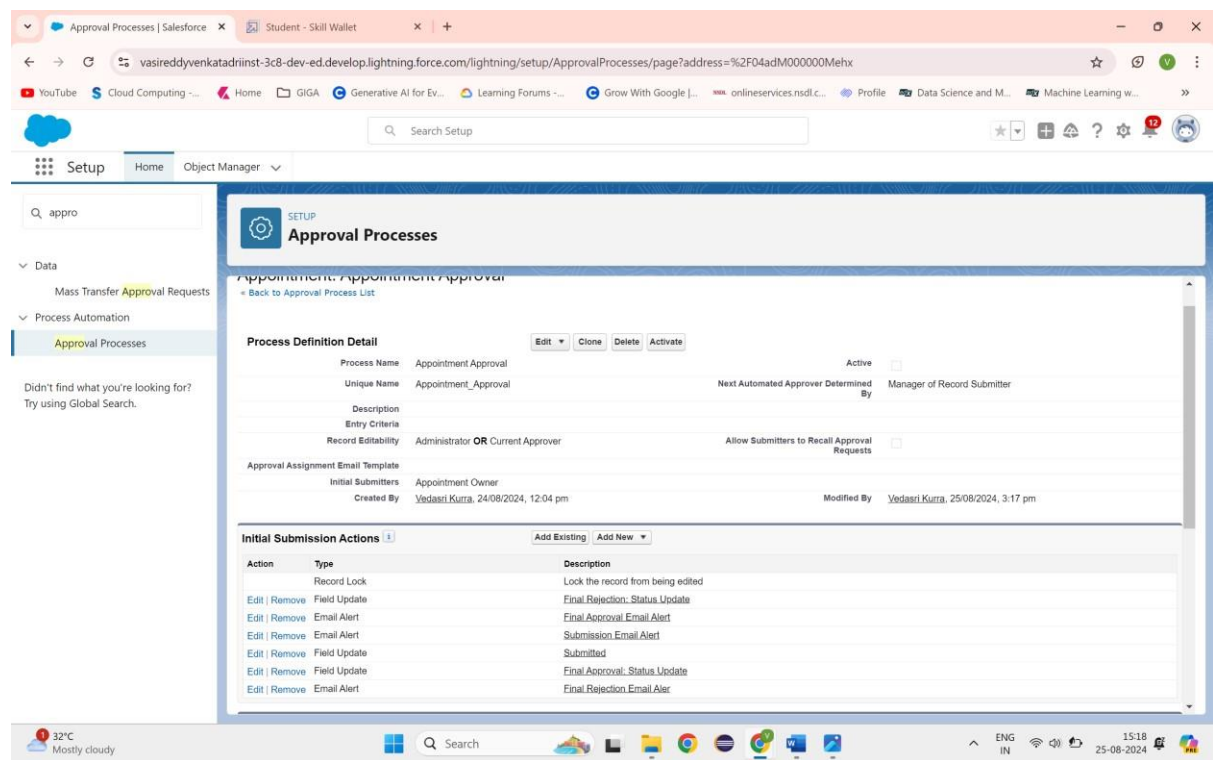 Approval Processes | Salesforce
Student - Skill Wallet
vasireddyvenkatadriinst-3c8-dev-ed.develop.lightning.force.com/lightning/setup/ApprovalProcesses/page?address=%2F04adM000000Mehx
V
YouTube Cloud Computing -... Home GIGA Generative AI for Ev... Learning Forums -... Grow With Google |... onlineservices.nsdl.c... Profile Data Science and M... Machine Learning w... »
Search Setup
12
Setup Home Object Manager
appro
SETUP
Approval Processes
Data
Mass Transfer Approval Requests
Process Automation
Approval Processes
Didn't find what you're looking for?
Try using Global Search.
Appointment: Appointment Approval
« Back to Approval Process List
Process Definition Detail Edit Clone Delete Activate
Process Name Appointment Approval Active
Unique Name Appointment_Approval Next Automated Approver Determined By Manager of Record Submitter
Description
Entry Criteria
Record Editability Administrator OR Current Approver Allow Submitters to Recall Approval Requests
Approval Assignment Email Template
Initial Submitters Appointment Owner
Created By Vedasri Kurra, 24/08/2024, 12:04 pm Modified By Vedasri Kurra, 25/08/2024, 3:17 pm
Initial Submission Actions Add Existing Add New
Action Type Description
Record Lock Lock the record from being edited
Edit | Remove Field Update Final Rejection: Status Update
Edit | Remove Email Alert Final Approval Email Alert
Edit | Remove Email Alert Submission Email Alert
Edit | Remove Field Update Submitted
Edit | Remove Field Update Final Approval: Status Update
Edit | Remove Email Alert Final Rejection Email Aler
32°C
Mostly cloudy
Search
ENG
IN
15:18
25-08-2024